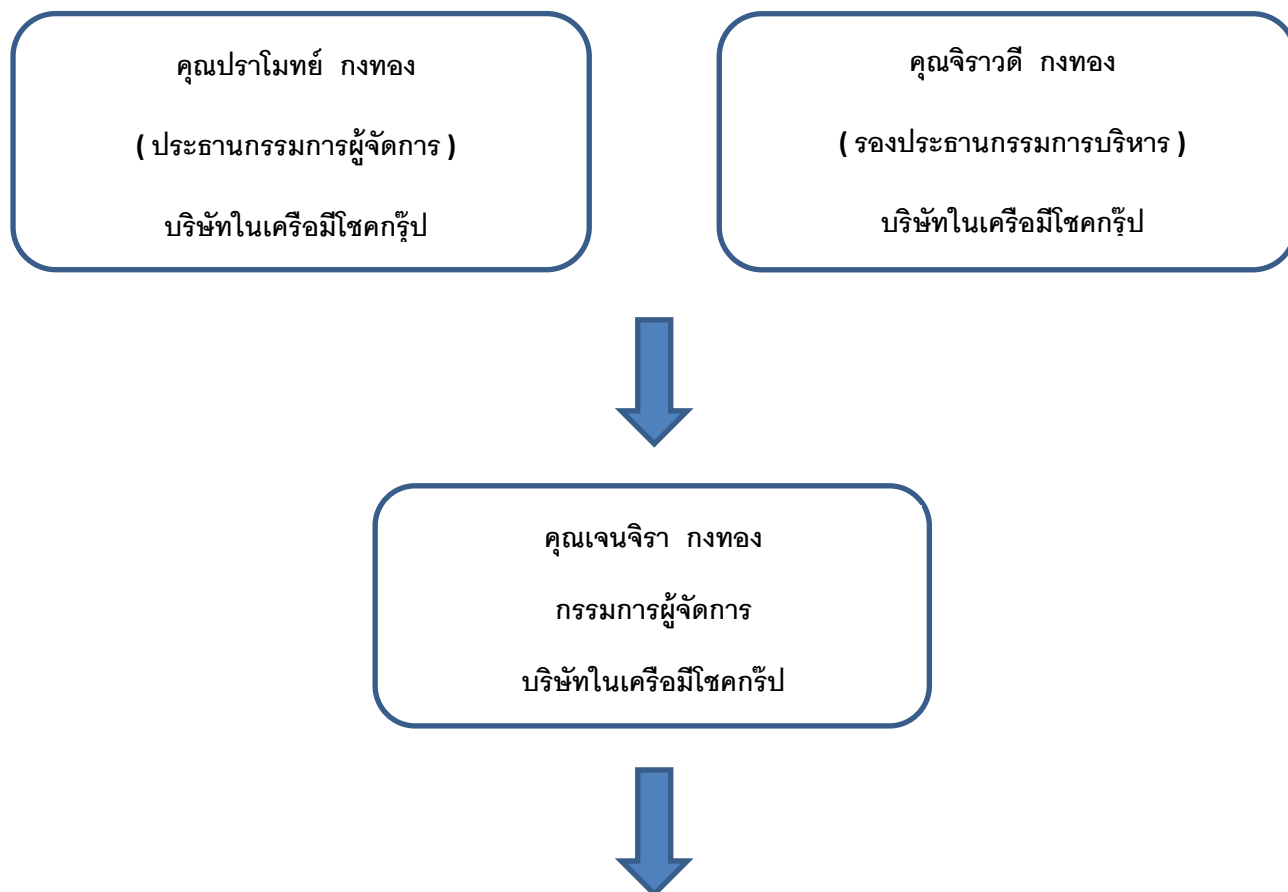 คุณปราโมทย์ กงทอง
( ประธานกรรมการผู้จัดการ )
บริษัทในเครือมีโชคกรุ๊ป
คุณจิราวดี กงทอง
( รองประธานกรรมการบริหาร )
บริษัทในเครือมีโชคกรุ๊ป
คุณเจนจิรา กงทอง
กรรมการผู้จัดการ
บริษัทในเครือมีโชคกรุ๊ป